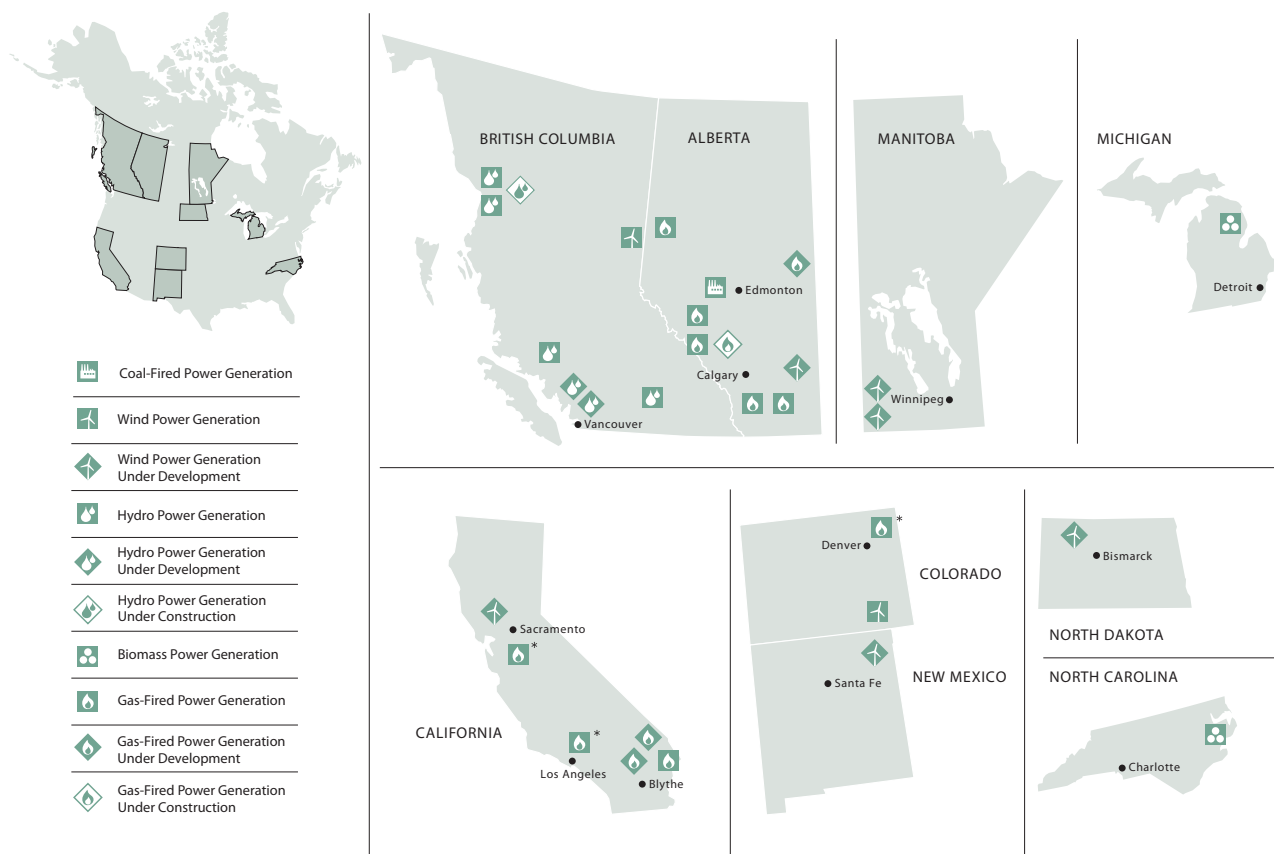 Coal-Fired Power Generation
Wind Power Generation
Wind Power Generation
Under Development
Hydro Power Generation
Hydro Power Generation
Under Development
Hydro Power Generation
Under Construction
Biomass Power Generation
Gas-Fired Power Generation
Gas-Fired Power Generation
Under Development
Gas-Fired Power Generation
Under Construction
BRITISH COLUMBIA
ALBERTA
Edmonton
Calgary
Vancouver
MANITOBA
Winnipeg
MICHIGAN
Detroit
Sacramento
*
CALIFORNIA
*
Los Angeles
Blythe
*
Denver
COLORADO
Santa Fe
NEW MEXICO
Bismarck
NORTH DAKOTA
NORTH CAROLINA
Charlotte